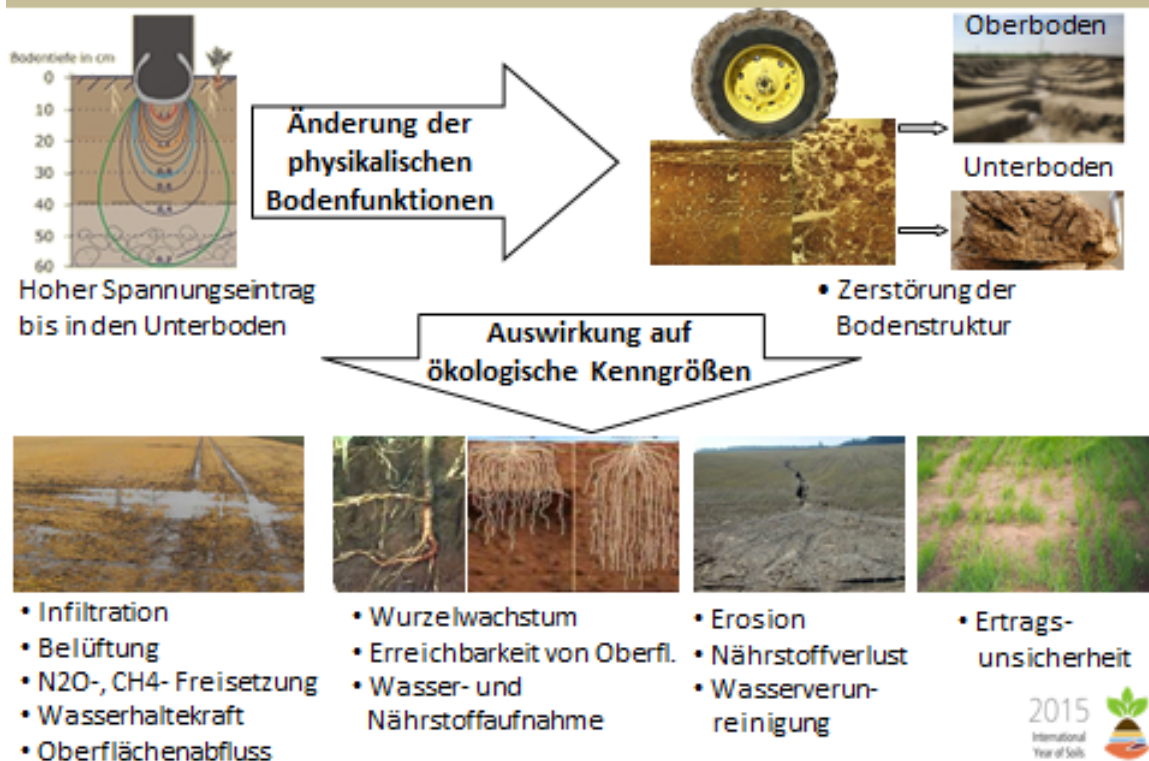 Bodentiefe in cm
0
10
20
30
40
50
60
Hoher Spannungseintrag
bis in den Unterboden
Änderung der
physikalischen
Bodenfunktionen
Oberboden
Unterboden
• Zerstörung der
Bodenstruktur
Auswirkung auf
ökologische Kenngrößen
• Infiltration
• Belüftung
• N2O-, CH4- Freisetzung
• Wasserhaltekraft
• Oberflächenabfluss
• Wurzelwachstum
• Erreichbarkeit von Oberfl.
• Wasser- und
Nährstoffaufnahme
• Erosion
• Nährstoffverlust
• Wasserverun-
reinigung
• Ertrags-
unsicherheit
2015
International
Year of Soils